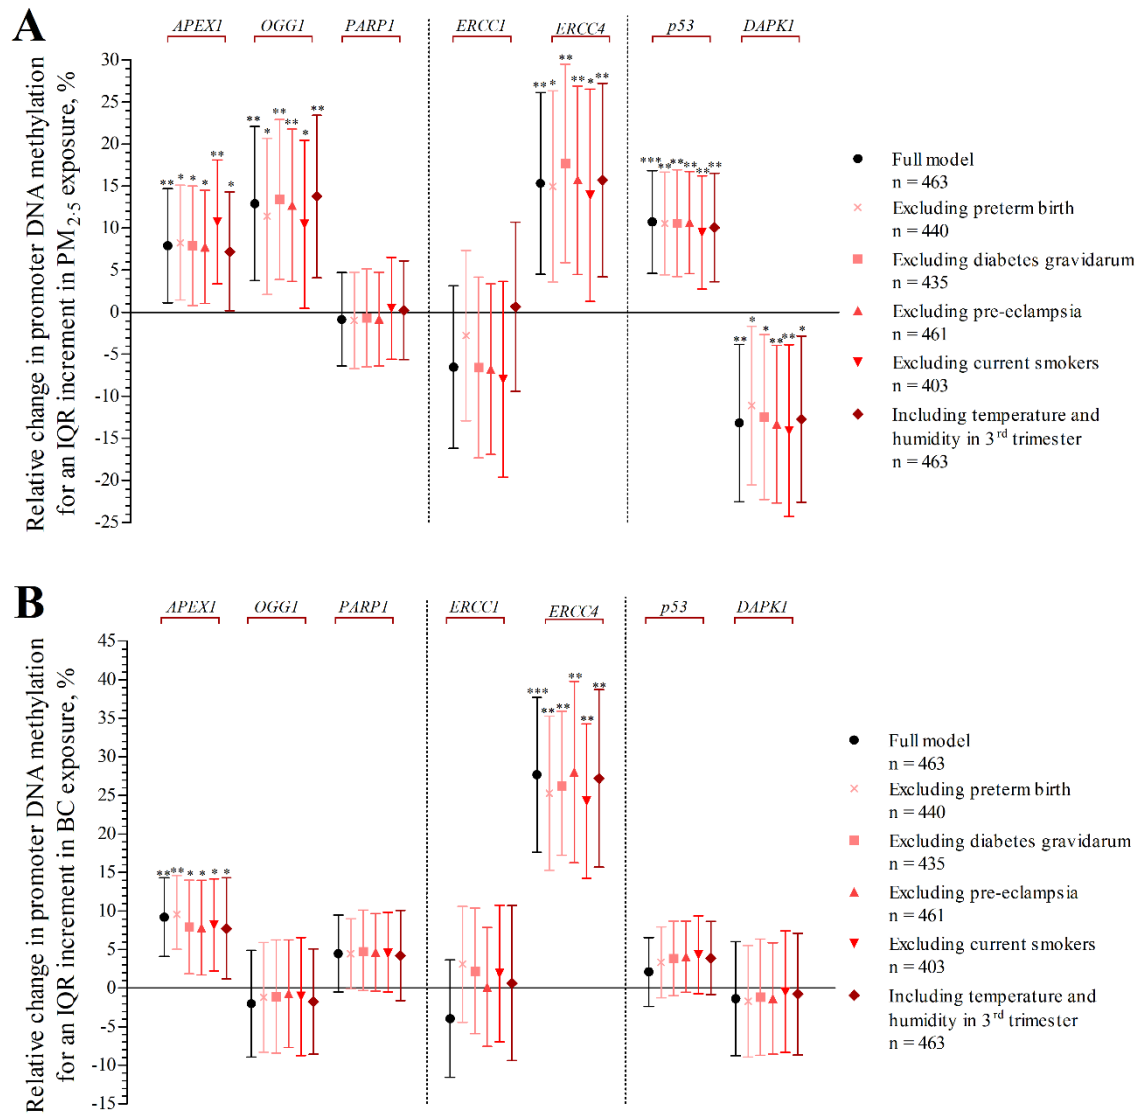 A
APEX1 OGG1 PARP1 ERCC1 ERCC4 p53 DAPK1
Relative change in promoter DNA methylation
for an IQR increment in PM2-5 exposure, %
30
25
20
15
10
5
0
-5
-10
-15
-20
-25
** * * * ** *
** * ** ** * **
** * ** ** * **
*** ** ** ** ** **
** * * ** ** *
Full model
n = 463
Excluding preterm birth
n = 440
Excluding diabetes gravidarum
n = 435
Excluding pre-eclampsia
n = 461
Excluding current smokers
n = 403
Including temperature and
humidity in 3rd trimester
n = 463
B
APEX1 OGG1 PARP1 ERCC1 ERCC4 p53 DAPK1
Relative change in promoter DNA methylation
for an IQR increment in BC exposure, %
45
40
35
30
25
20
15
10
5
0
-5
-10
-15
** ** * * * *
*** ** ** ** ** **
Full model
n = 463
Excluding preterm birth
n = 440
Excluding diabetes gravidarum
n = 435
Excluding pre-eclampsia
n = 461
Excluding current smokers
n = 403
Including temperature and
humidity in 3rd trimester
n = 463